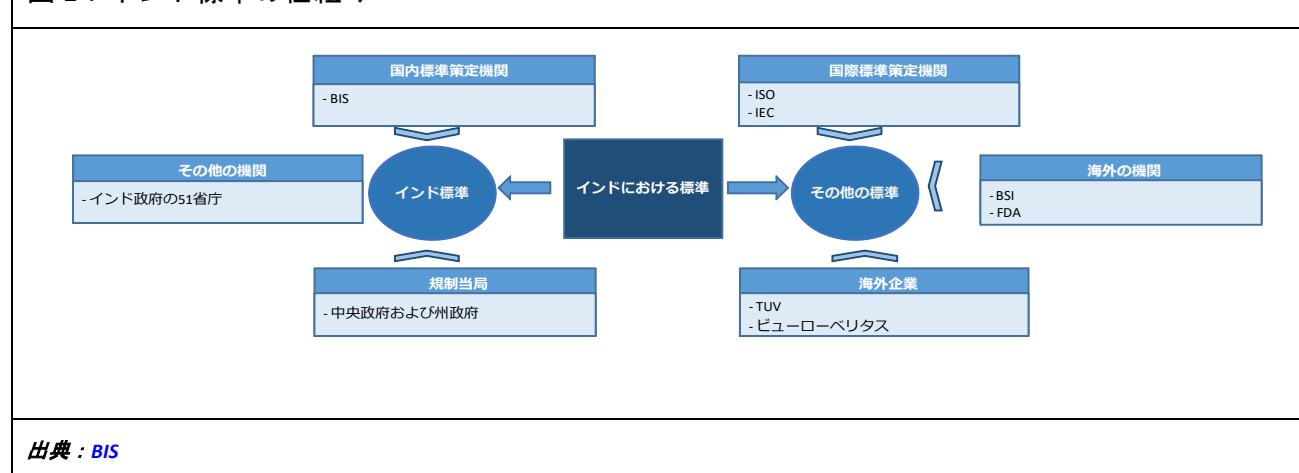 国内標準策定機関
- BIS
国際標準策定機関
- ISO
- IEC
その他の機関
- インド政府の51省庁
インド標準
インドにおける標準
その他の標準
海外の機関
- BSI
- FDA
規制当局
- 中央政府および州政府
海外企業
- TUV
- ビューローベリタス
出典：BIS